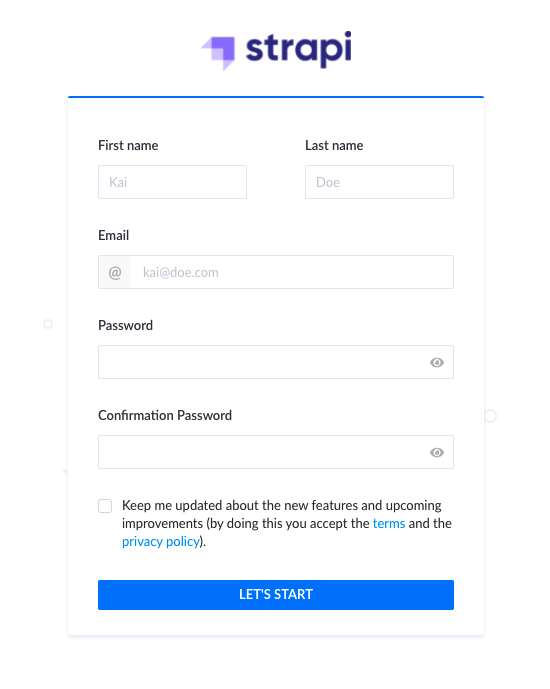 strapi
First name
Last name
Kai
Doe
Email
@ kai@doe.com
Password
Confirmation Password
Keep me updated about the new features and upcoming
improvements (by doing this you accept the terms and the
privacy policy).
LET'S START